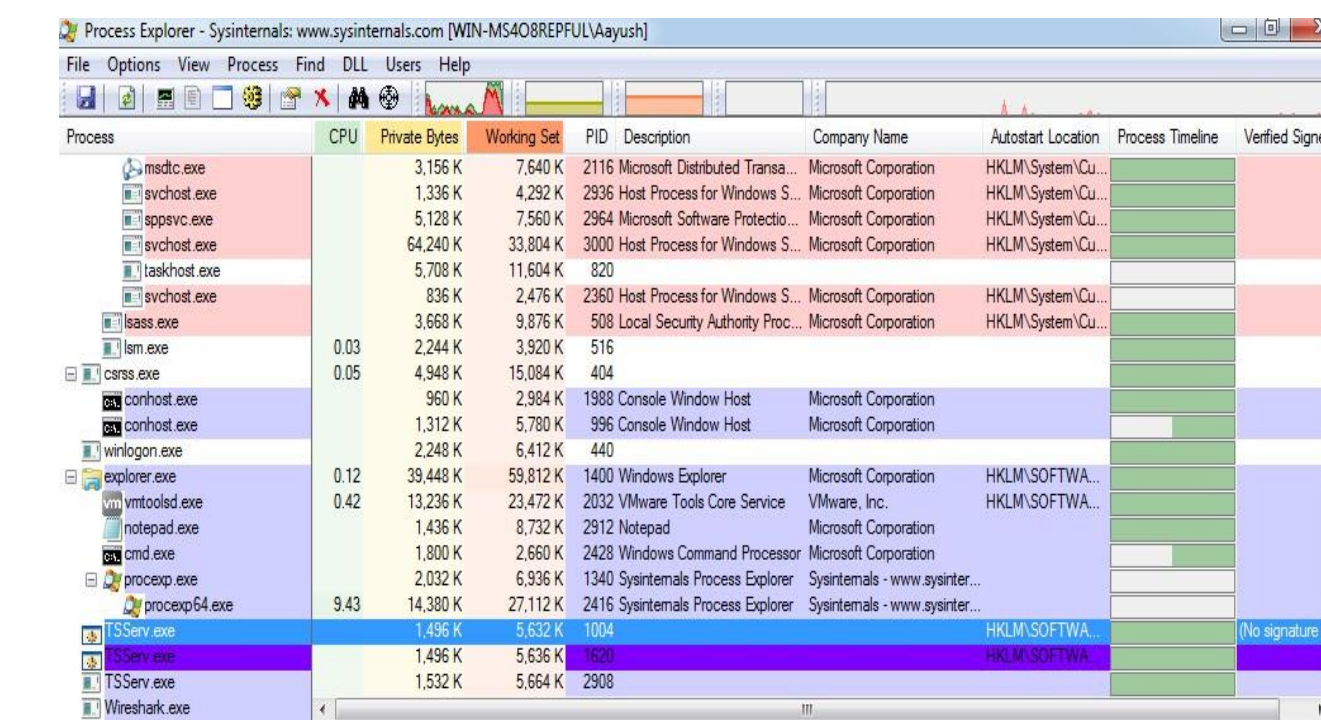 Process Explorer - Sysinternals: www.sysinternals.com [WIN-MS4O8REPFUL\Aayush]
File Options View Process Find DLL Users Help
Process CPU Private Bytes Working Set PID Description Company Name Autostart Location Process Timeline Verified Signe
msdtc.exe 3,156 K 7,640 K 2116 Microsoft Distributed Transa... Microsoft Corporation HKLM\System\Cu...
svchost.exe 1,336 K 4,292 K 2936 Host Process for Windows S... Microsoft Corporation HKLM\System\Cu...
sppsvc.exe 5,128 K 7,560 K 2964 Microsoft Software Protectio... Microsoft Corporation HKLM\System\Cu...
svchost.exe 64,240 K 33,804 K 3000 Host Process for Windows S... Microsoft Corporation HKLM\System\Cu...
taskhost.exe 5,708 K 11,604 K 820
svchost.exe 836 K 2,476 K 2360 Host Process for Windows S... Microsoft Corporation HKLM\System\Cu...
lsass.exe 3,668 K 9,876 K 508 Local Security Authority Proc... Microsoft Corporation HKLM\System\Cu...
lsm.exe 0.03 2,244 K 3,920 K 516
csrss.exe 0.05 4,948 K 15,084 K 404
conhost.exe 960 K 2,984 K 1988 Console Window Host Microsoft Corporation
conhost.exe 1,312 K 5,780 K 996 Console Window Host Microsoft Corporation
winlogon.exe 2,248 K 6,412 K 440
explorer.exe 0.12 39,448 K 59,812 K 1400 Windows Explorer Microsoft Corporation HKLM\SOFTWA...
vm vmtoolsd.exe 0.42 13,236 K 23,472 K 2032 VMware Tools Core Service VMware, Inc. HKLM\SOFTWA...
notepad.exe 1,436 K 8,732 K 2912 Notepad Microsoft Corporation
cmd.exe 1,800 K 2,660 K 2428 Windows Command Processor Microsoft Corporation
procexp.exe 2,032 K 6,936 K 1340 Sysinternals Process Explorer Sysinternals - www.sysinter...
procexp64.exe 9.43 14,380 K 27,112 K 2416 Sysinternals Process Explorer Sysinternals - www.sysinter...
TSServ.exe 1,496 K 5,632 K 1004 HKLM\SOFTWA... (No signature
TSServ.exe 1,496 K 5,636 K 1620 HKLM\SOFTWA...
TSServ.exe 1,532 K 5,664 K 2908
Wireshark.exe